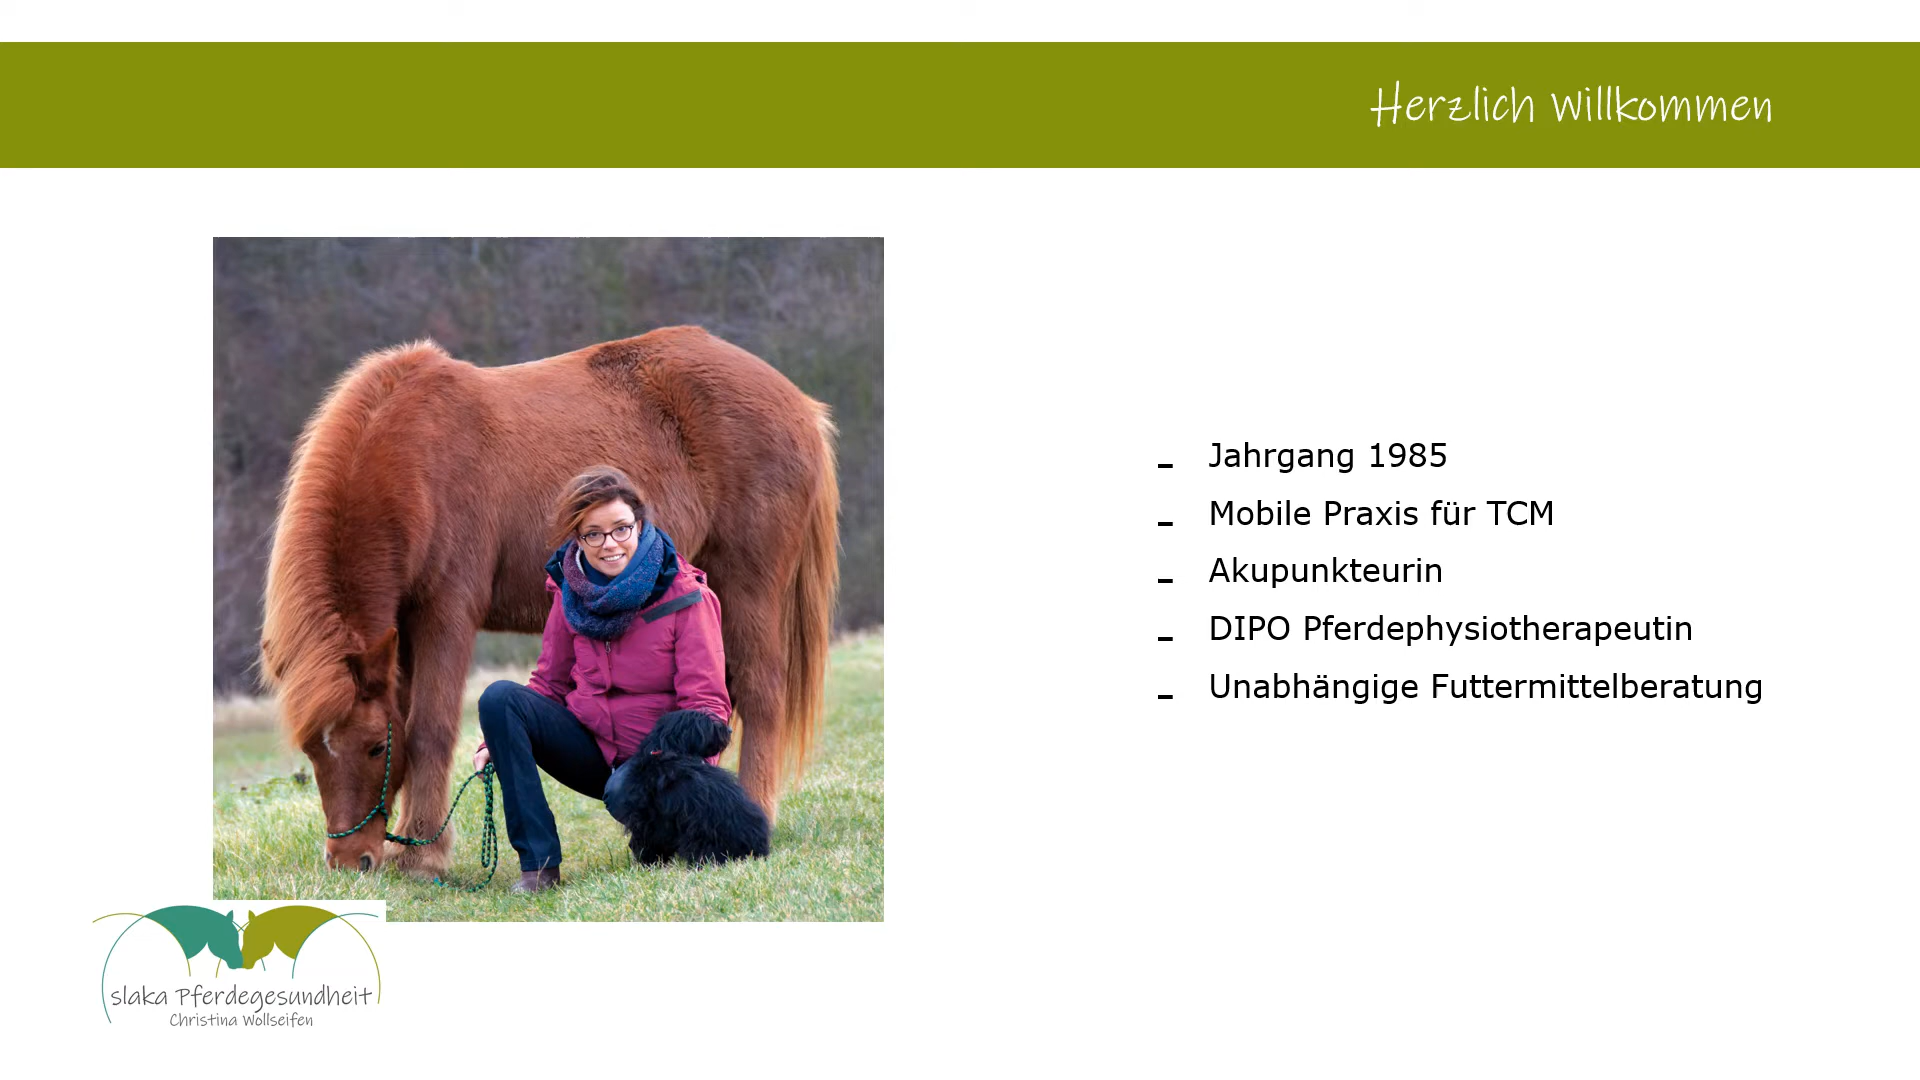 Herzlich Willkommen
- Jahrgang 1985
- Mobile Praxis für TCM
- Akupunkteurin
- DIPO Pferdephysiotherapeutin
- Unabhängige Futtermittelberatung
slaka Pferdegesundheit
Christina Wollseifen